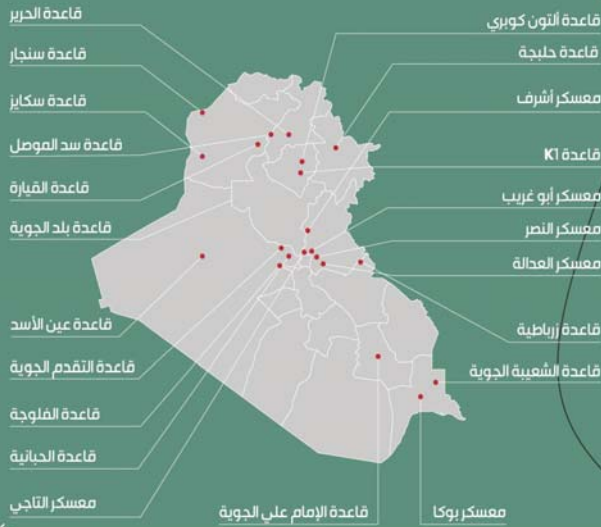 قاعدة الحرير
قاعدة ألتون كوبري
قاعدة سنجار
قاعدة حلبجة
قاعدة سكايز
معسكر أشرف
قاعدة سد الموصل
قاعدة K1
قاعدة القيارة
معسكر أبو غريب
قاعدة بلد الجوية
معسكر النصر
معسكر العدالة
قاعدة عين الأسد
قاعدة زرباطية
قاعدة التقدم الجوية
قاعدة الشعيبة الجوية
قاعدة الفلوجة
قاعدة الحبانية
معسكر التاجي
قاعدة الإمام علي الجوية
معسكر بوكا